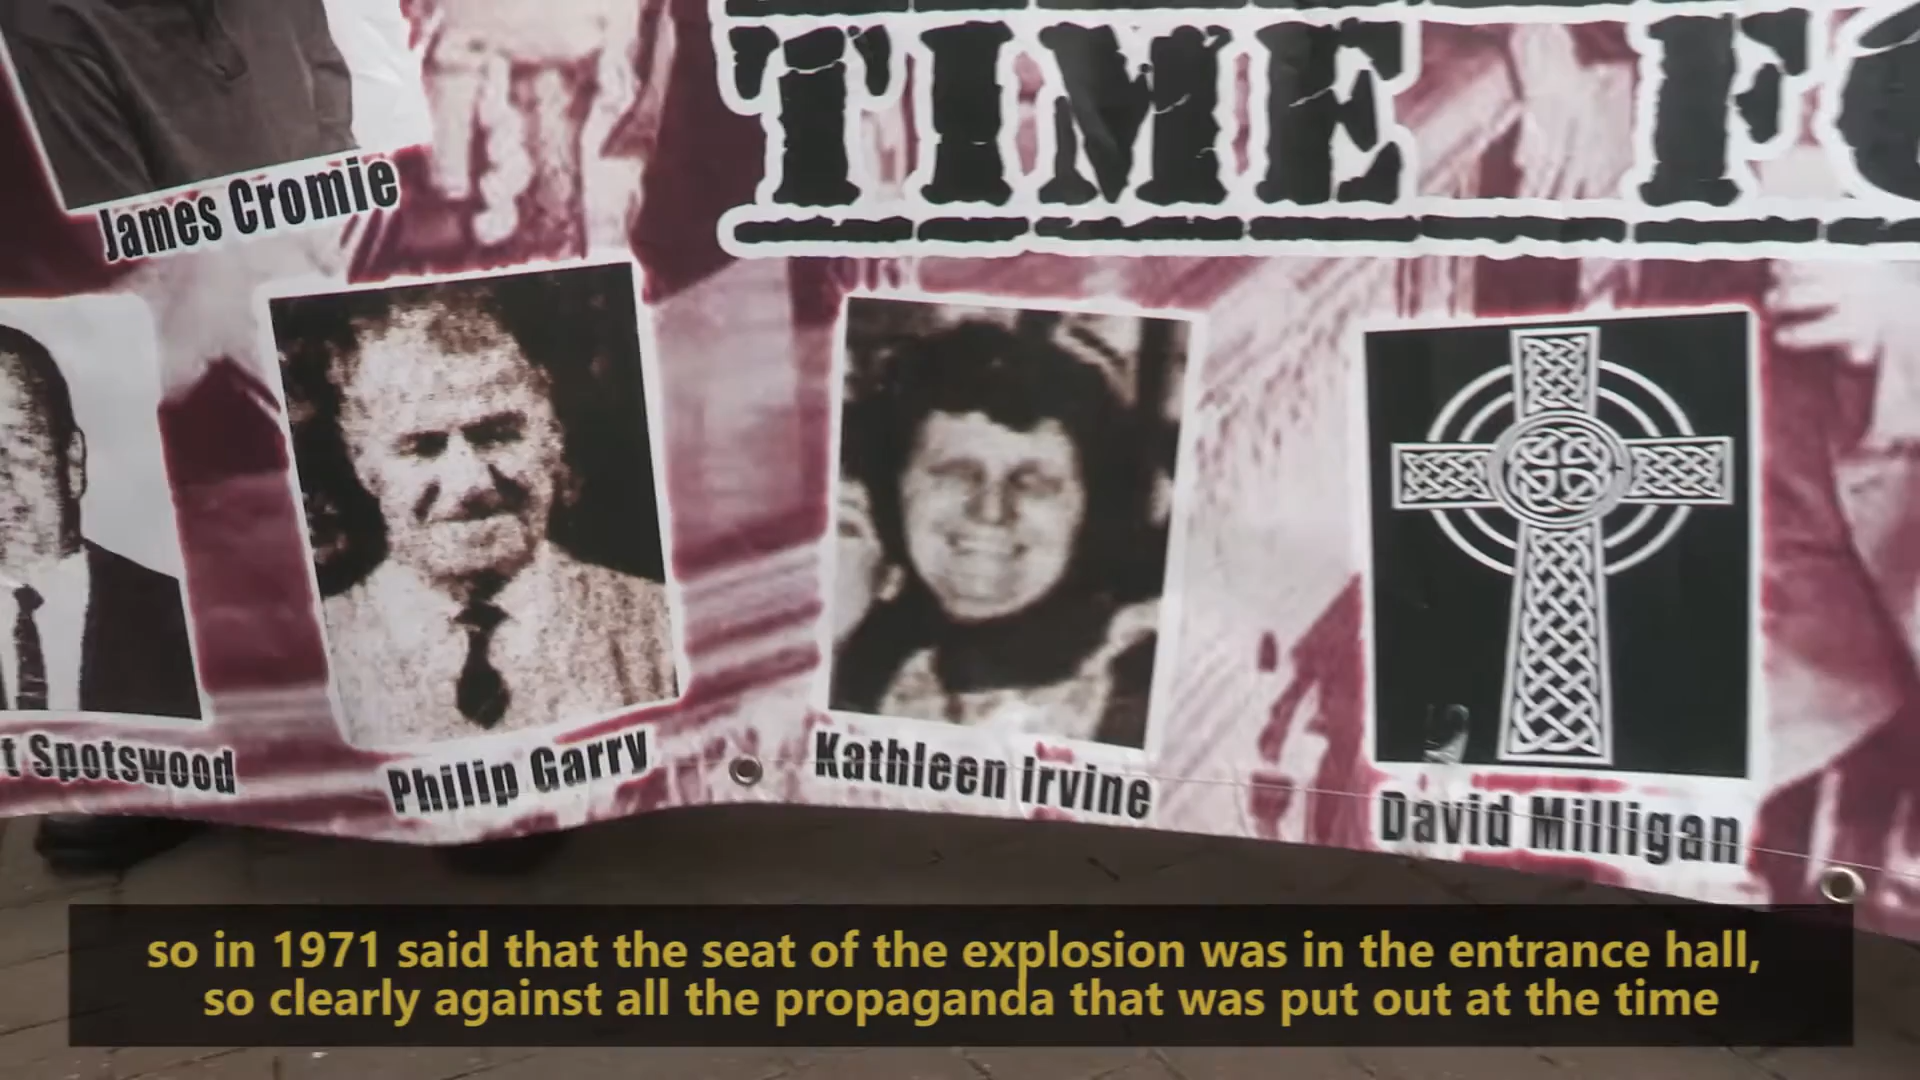 TIME
James Cromie
Spotswood
Philip Garry
Kathleen Irvine
David Milligan
so in 1971 said that the seat of the explosion was in the entrance hall,
so clearly against all the propaganda that was put out at the time